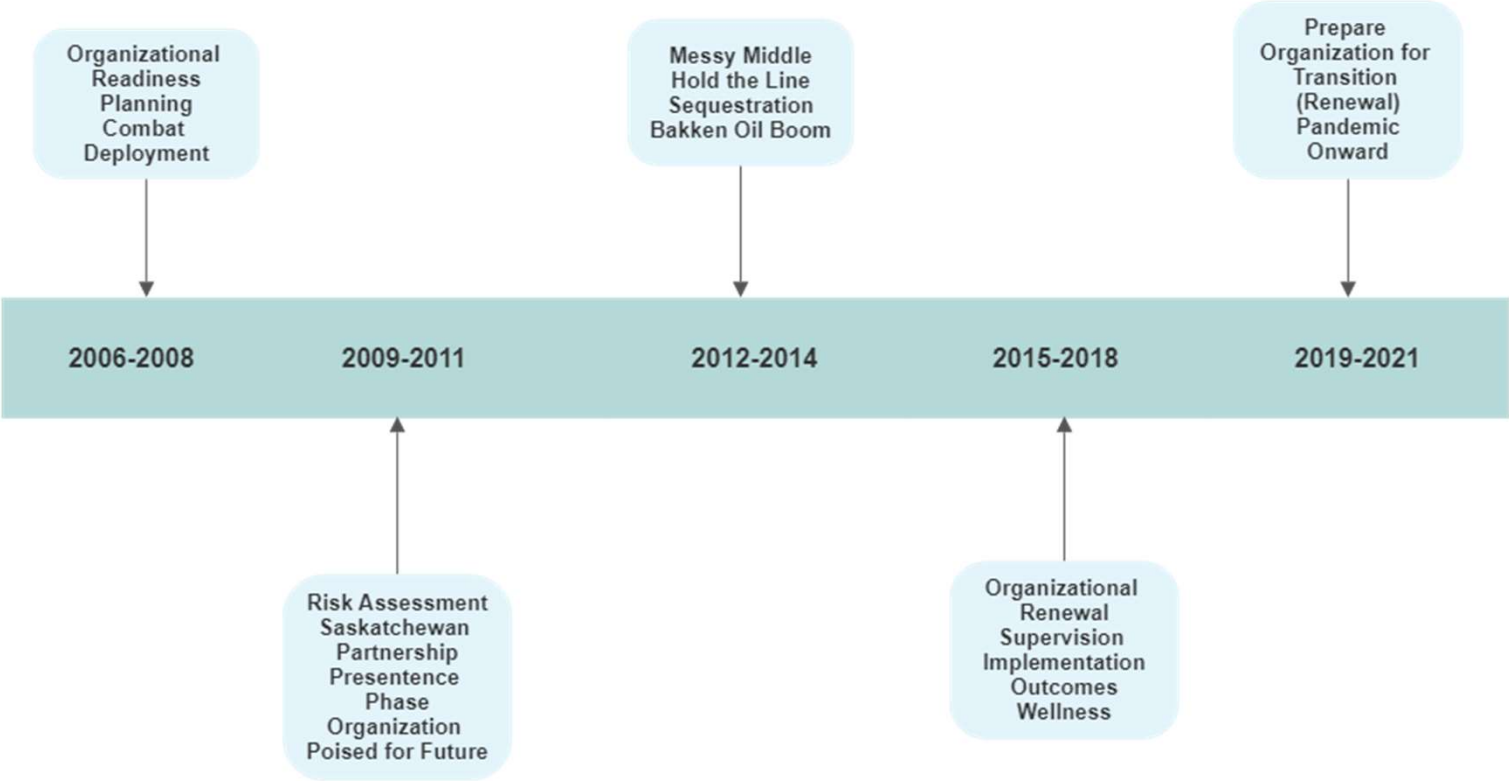 Organizational
Readiness
Planning
Combat
Deployment
Messy Middle
Hold the Line
Sequestration
Bakken Oil Boom
Prepare
Organization for
Transition
(Renewal)
Pandemic
Onward
2006-2008
2009-2011
2012-2014
2015-2018
2019-2021
Risk Assessment
Saskatchewan
Partnership
Presentence
Phase
Organization
Poised for Future
Organizational
Renewal
Supervision
Implementation
Outcomes
Wellness